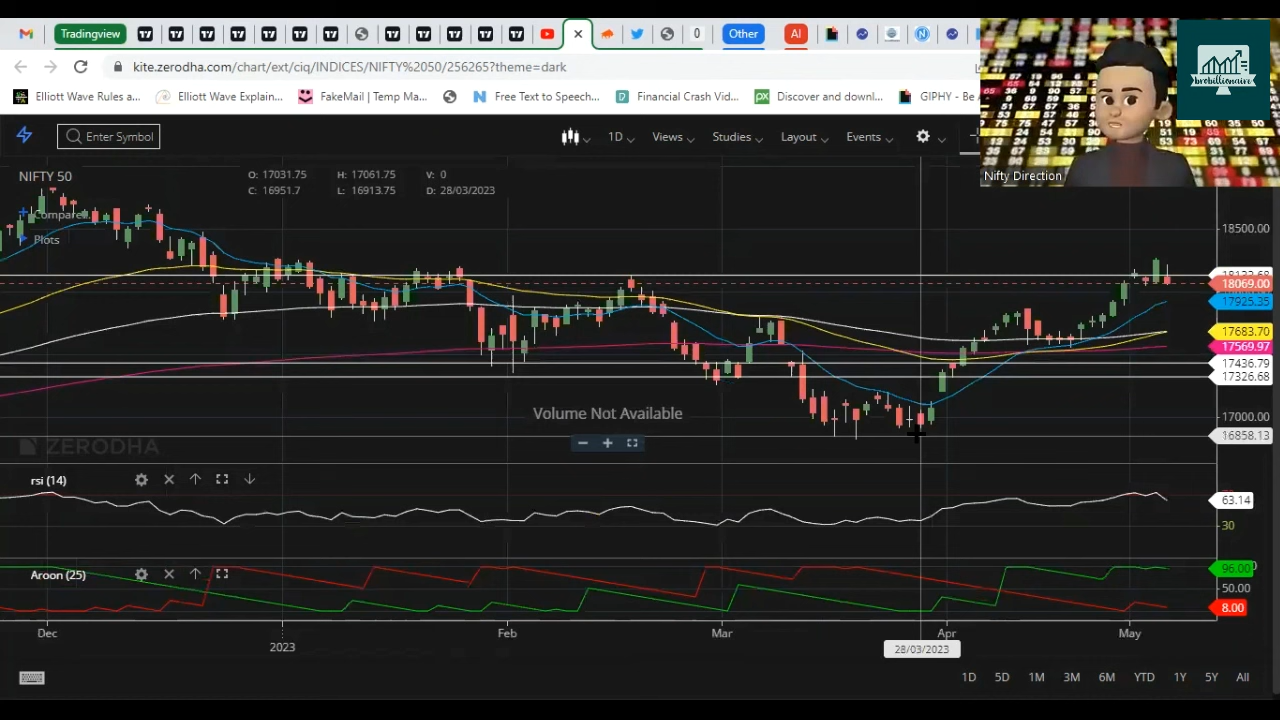 Tradingview
0
Other
AI
kite.zerodha.com/chart/ext/ciq/INDICES/NIFTY%2050/256265?theme=dark
Elliott Wave Rules a...
Elliott Wave Explain...
FakeMail | Temp Ma...
Free Text to Speech...
Financial Crash Vid...
Discover and downl...
GIPHY - Be A
brobillionaire
Nifty Direction
Enter Symbol
1D
Views
Studies
Layout
Events
NIFTY 50
O: 17031.75 H: 17061.75 V: 0
C: 16951.7 L: 16913.75 D: 28/03/2023
Compare..
Plots
18500.00
18069.00
17925.35
17683.70
17569.97
17436.79
17326.68
17000.00
16858.13
Volume Not Available
ZERODHA
rsi (14)
63.14
30
Aroon (25)
96.00
50.00
8.00
Dec
2023
Feb
Mar
Apr
May
28/03/2023
1D 5D 1M 3M 6M YTD 1Y 5Y All